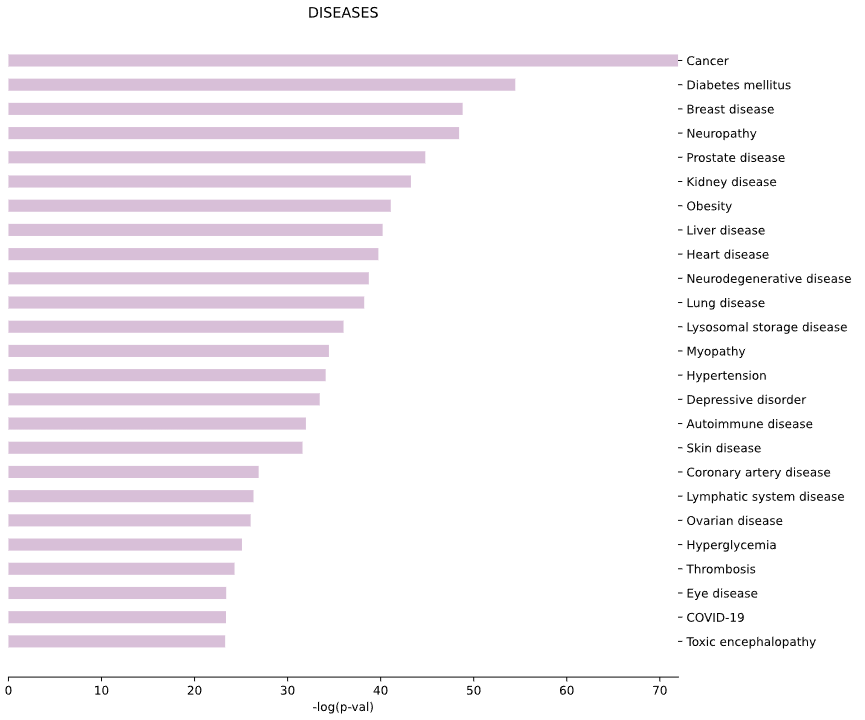 DISEASES
Cancer
Diabetes mellitus
Breast disease
Neuropathy
Prostate disease
Kidney disease
Obesity
Liver disease
Heart disease
Neurodegenerative disease
Lung disease
Lysosomal storage disease
Myopathy
Hypertension
Depressive disorder
Autoimmune disease
Skin disease
Coronary artery disease
Lymphatic system disease
Ovarian disease
Hyperglycemia
Thrombosis
Eye disease
COVID-19
Toxic encephalopathy
0 10 20 30 40 50 60 70
-log(p-val)